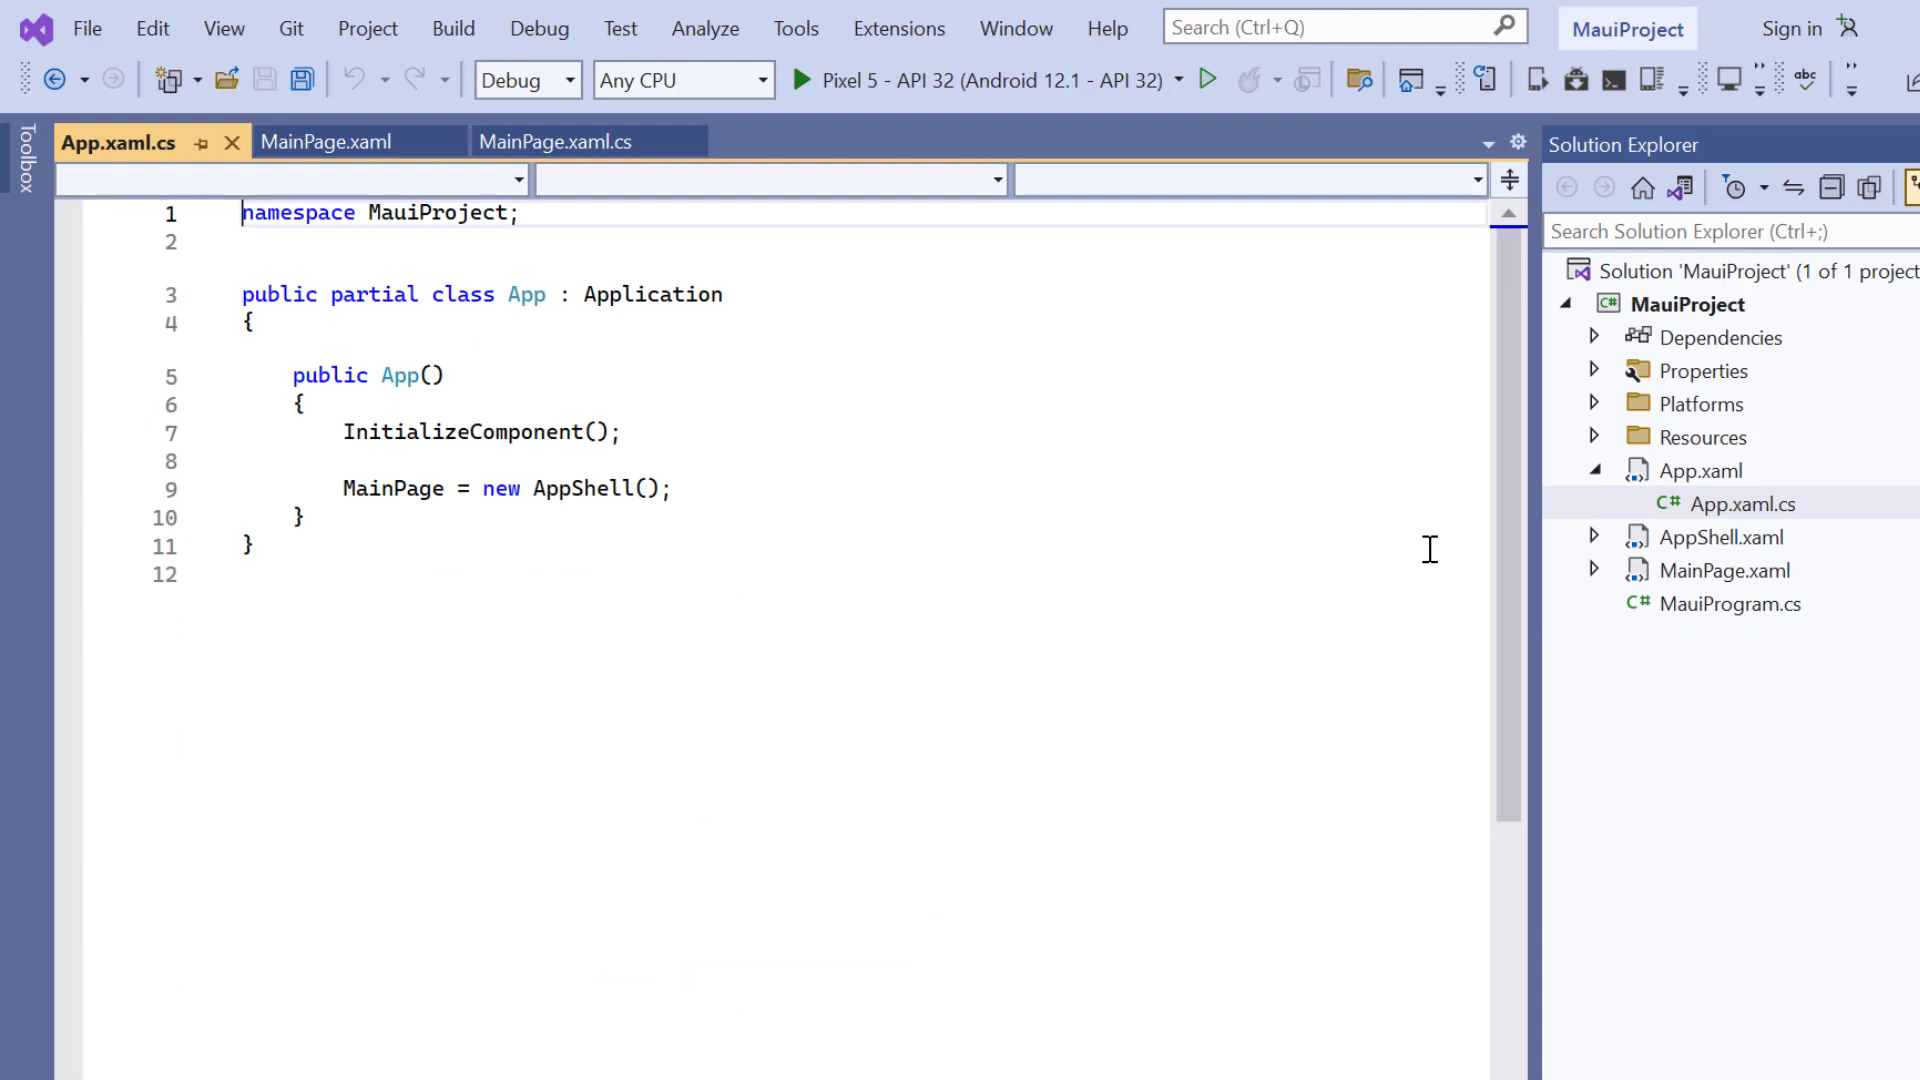 File Edit View Git Project Build Debug Test Analyze Tools Extensions Window Help Search (Ctrl+Q) MauiProject Sign in
Debug Any CPU Pixel 5 - API 32 (Android 12.1 - API 32) abc
Toolbox
App.xaml.cs MainPage.xaml MainPage.xaml.cs
1 namespace MauiProject;
2
3 public partial class App : Application
4 {
5 public App()
6 {
7 InitializeComponent();
8
9 MainPage = new AppShell();
10 }
11 }
12
Solution Explorer
Search Solution Explorer (Ctrl+;)
Solution 'MauiProject' (1 of 1 project
C# MauiProject
Dependencies
Properties
Platforms
Resources
App.xaml
C# App.xaml.cs
AppShell.xaml
MainPage.xaml
C# MauiProgram.cs